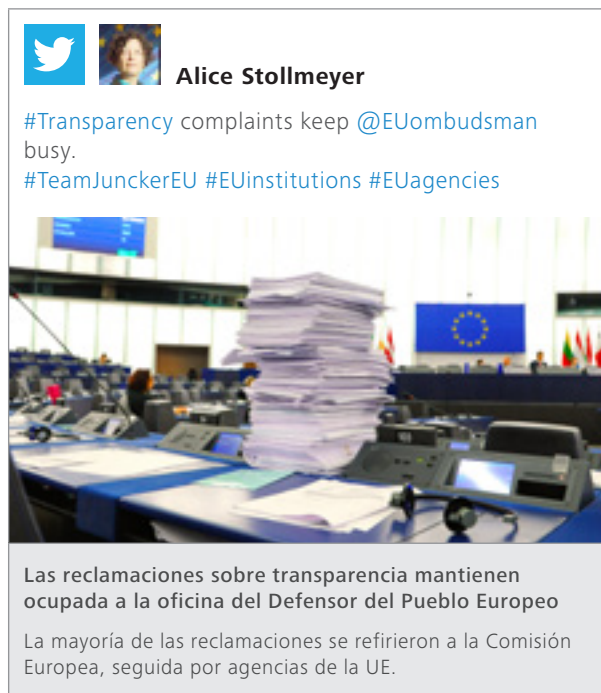 Alice Stollmeyer
#Transparency complaints keep @EUombudsman
busy.
#TeamJunckerEU #EUinstitutions #EUagencies
Las reclamaciones sobre transparencia mantienen
ocupada a la oficina del Defensor del Pueblo Europeo
La mayoría de las reclamaciones se refirieron a la Comisión
Europea, seguida por agencias de la UE.